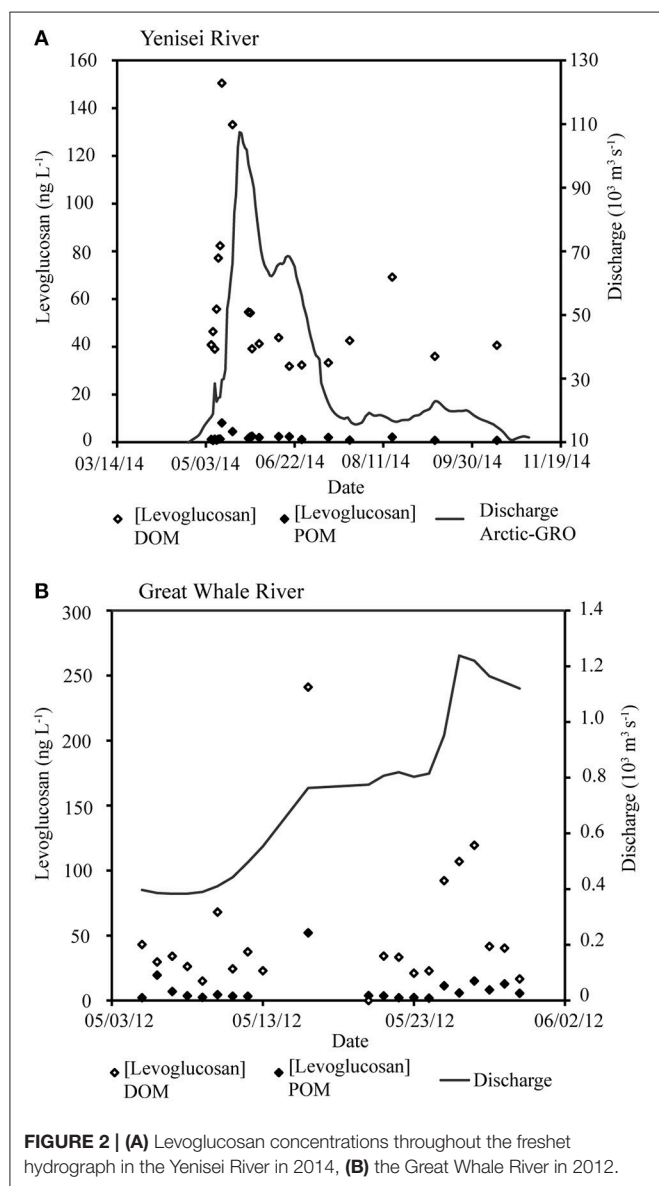 A Yenisei River
160
140
120
100
80
60
40
20
0
Levoglucosan (ng L⁻¹)
130
110
90
70
50
30
10
Discharge (10³ m³ s⁻¹)
03/14/14 05/03/14 06/22/14 08/11/14 09/30/14 11/19/14
Date
[Levoglucosan] DOM
[Levoglucosan] POM
Discharge Arctic-GRO
B Great Whale River
300
250
200
150
100
50
0
Levoglucosan (ng L⁻¹)
1.4
1.2
1.0
0.8
0.6
0.4
0.2
0
Discharge (10³ m³ s⁻¹)
05/03/12 05/13/12 05/23/12 06/02/12
Date
[Levoglucosan] DOM
[Levoglucosan] POM
Discharge
FIGURE 2 | (A) Levoglucosan concentrations throughout the freshet
hydrograph in the Yenisei River in 2014, (B) the Great Whale River in 2012.